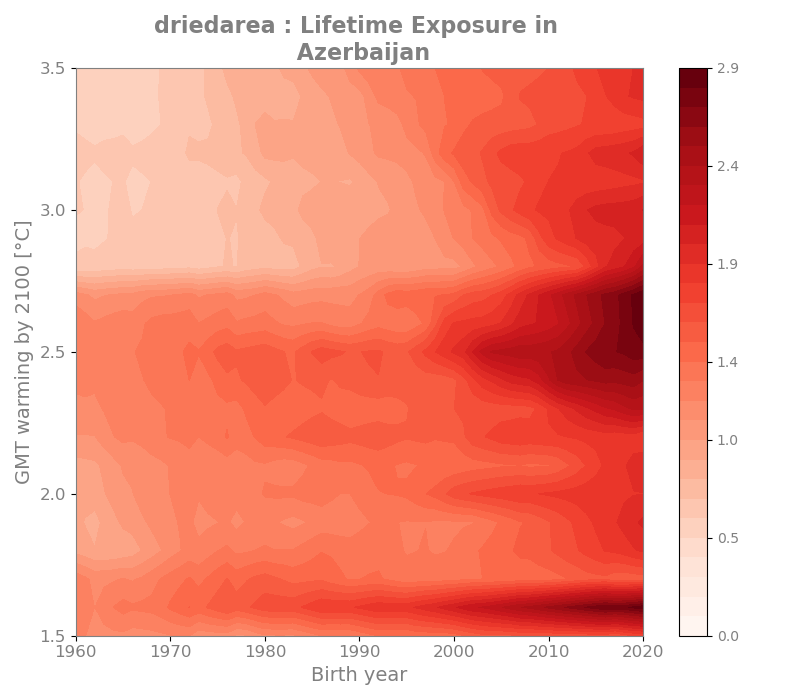 driedarea : Lifetime Exposure in
Azerbaijan
GMT warming by 2100 [°C]
3.5
3.0
2.5
2.0
1.5
1960 1970 1980 1990 2000 2010 2020
Birth year
2.9
2.4
1.9
1.4
1.0
0.5
0.0